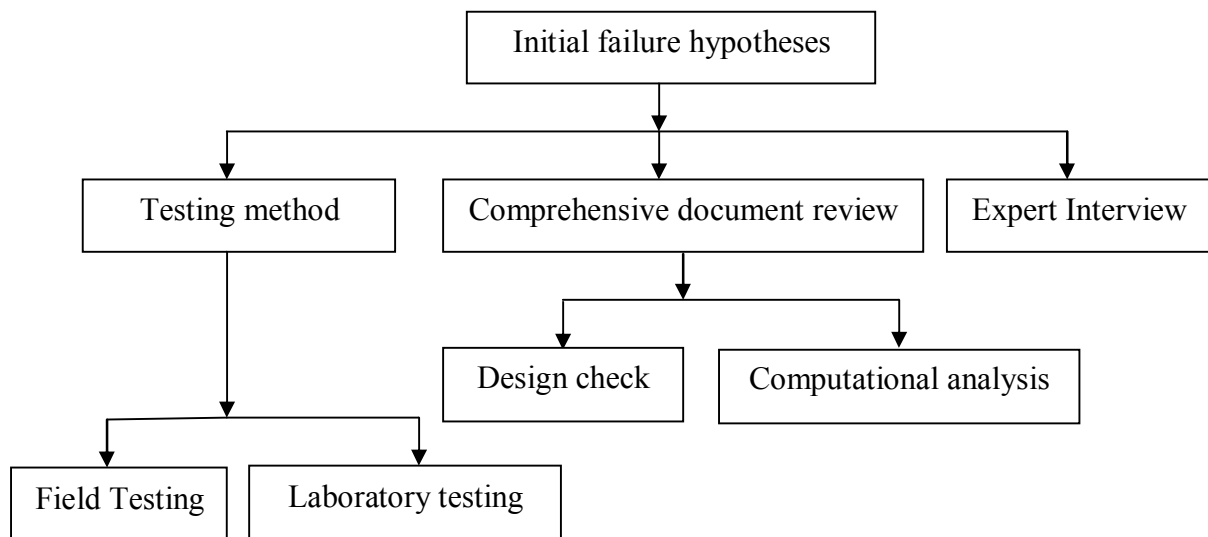 Initial failure hypotheses
Testing method
Comprehensive document review
Expert Interview
Design check
Computational analysis
Field Testing
Laboratory testing